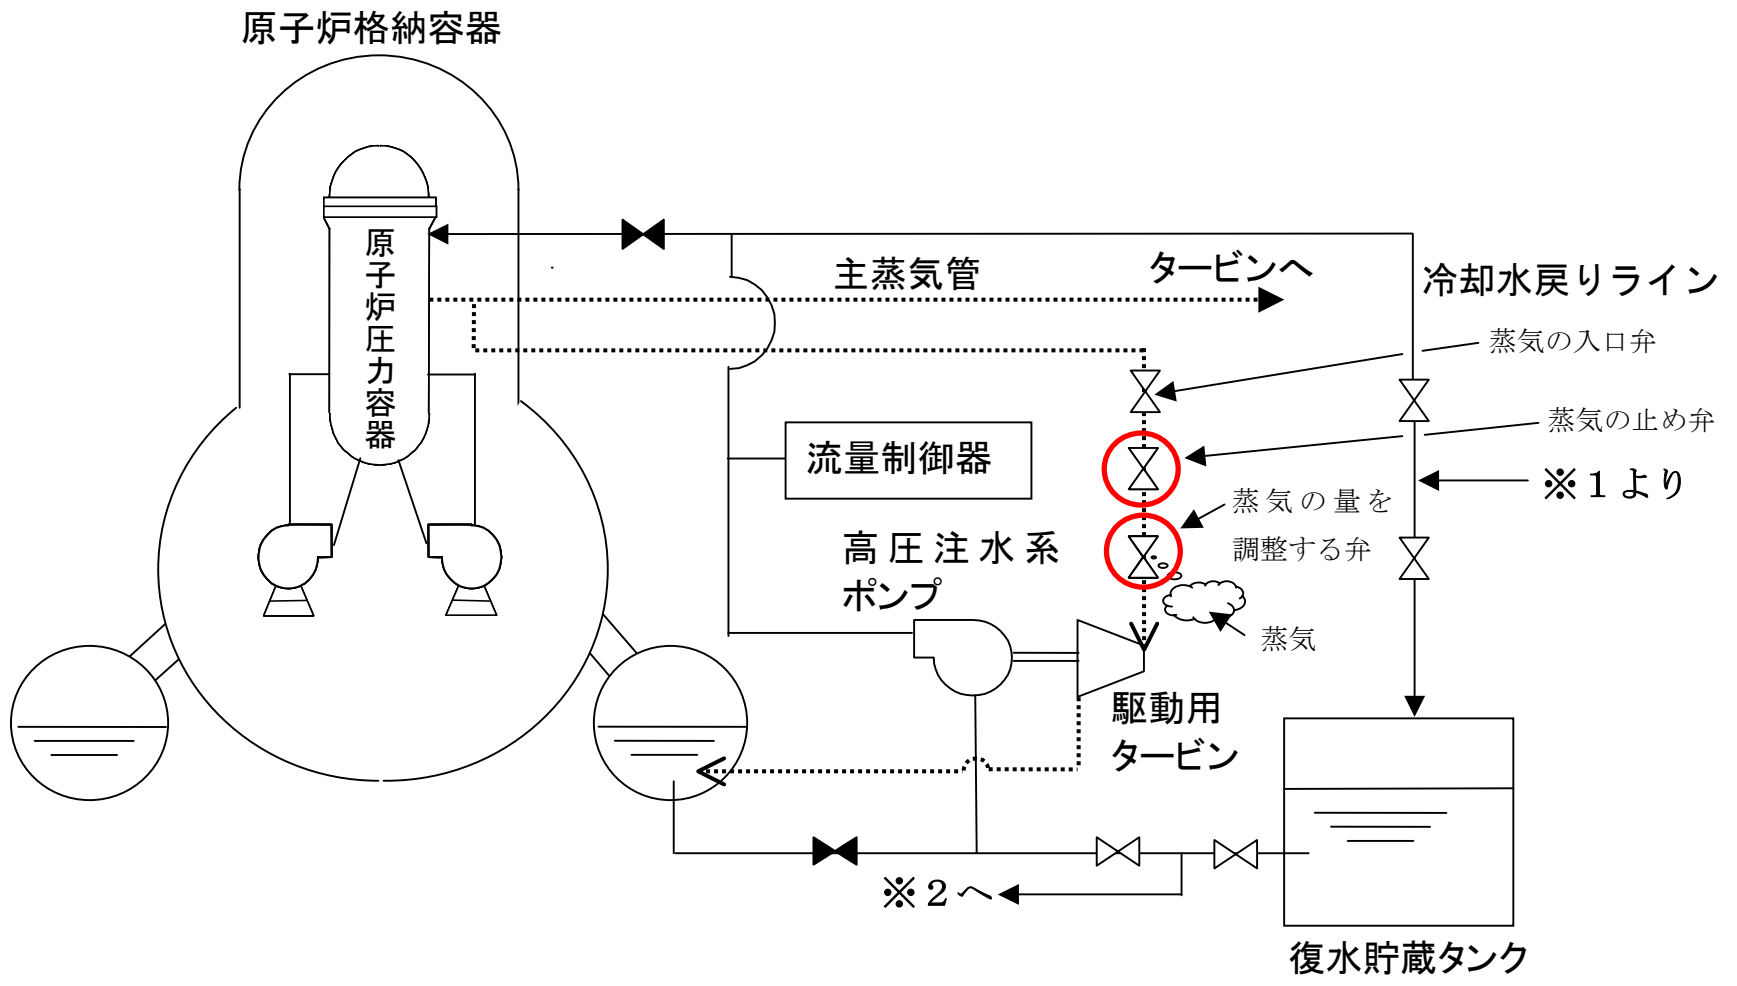 原子炉格納容器
原子炉圧力容器
主蒸気管
タービンへ
冷却水戻りライン
蒸気の入口弁
蒸気の止め弁
流量制御器
※1より
蒸気の量を
調整する弁
高圧注水系
ポンプ
蒸気
駆動用
タービン
※2へ
復水貯蔵タンク